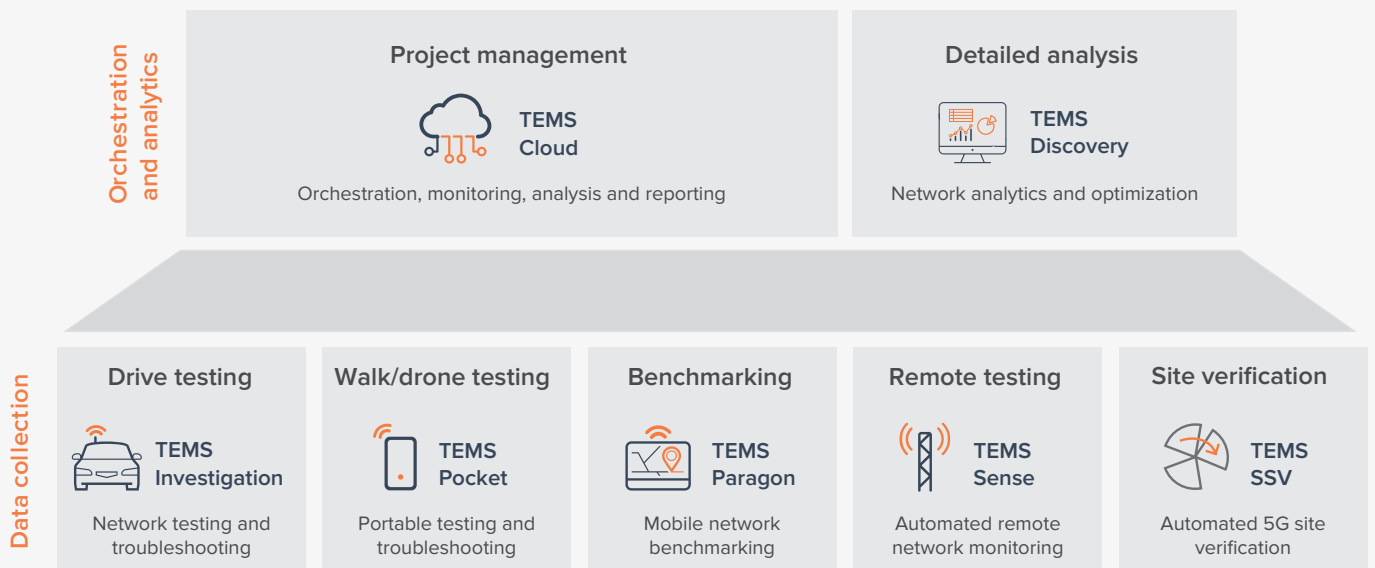 Orchestration
and analytics
Project management
TEMS
Cloud
Orchestration, monitoring, analysis and reporting
Detailed analysis
TEMS
Discovery
Network analytics and optimization
Data collection
Drive testing
TEMS
Investigation
Network testing and
troubleshooting
Walk/drone testing
TEMS
Pocket
Portable testing and
troubleshooting
Benchmarking
TEMS
Paragon
Mobile network
benchmarking
Remote testing
TEMS
Sense
Automated remote
network monitoring
Site verification
TEMS
SSV
Automated 5G site
verification